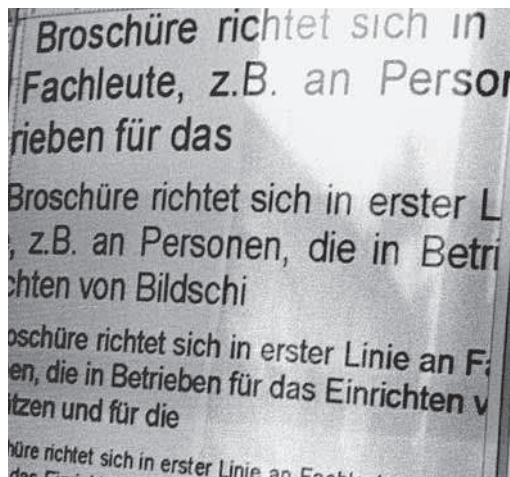 Broschüre richtet sich in
Fachleute, z.B. an Person
rieben für das
Broschüre richtet sich in erster L
, z.B. an Personen, die in Betri
chten von Bildschi
oschüre richtet sich in erster Linie an Fa
en, die in Betrieben für das Einrichten v
itzen und für die
hüre richtet sich in erster Linie an